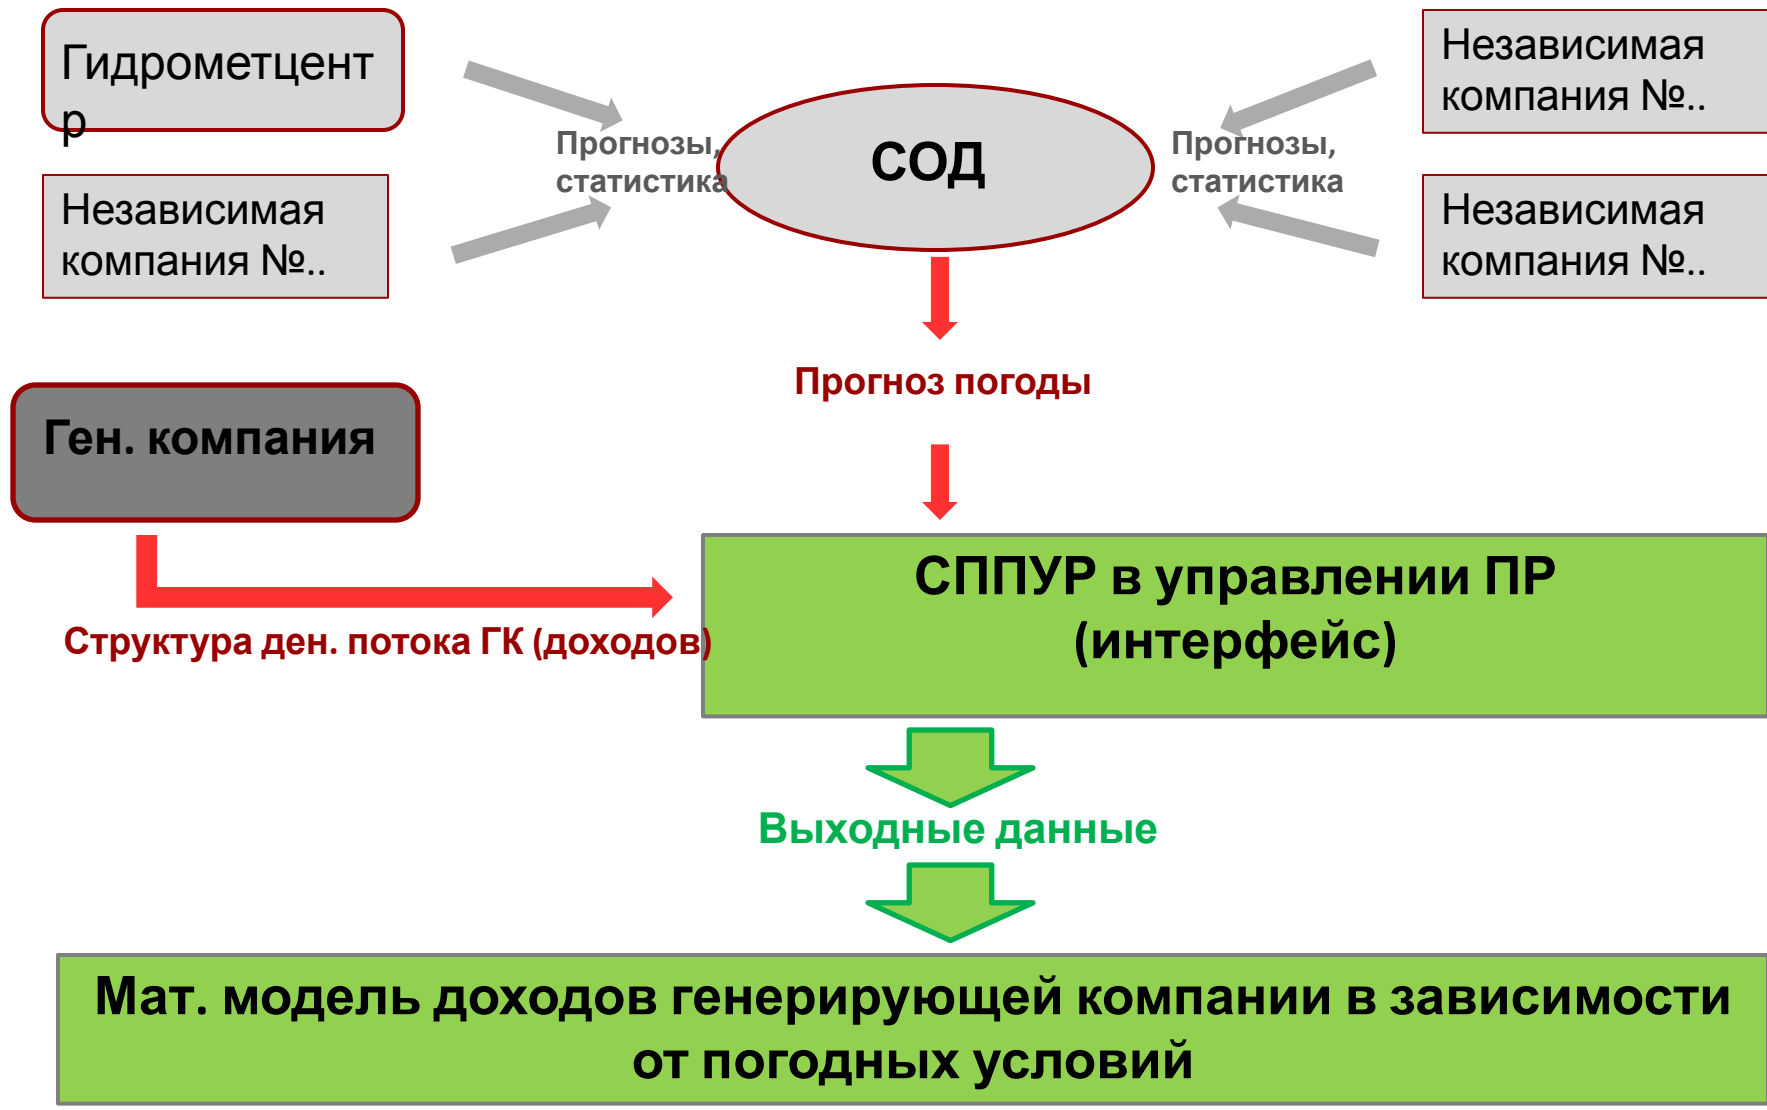 Гидрометцент
р
Независимая
компания №..
Прогнозы,
статистика
СОД
Прогнозы,
статистика
Независимая
компания №..
Независимая
компания №..
Прогноз погоды
Ген. компания
Структура ден. потока ГК (доходов)
СППУР в управлении ПР
(интерфейс)
Выходные данные
Мат. модель доходов генерирующей компании в зависимости
от погодных условий